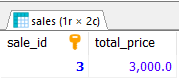 sales (1r × 2c)
sale_id total_price
3 3,000.0